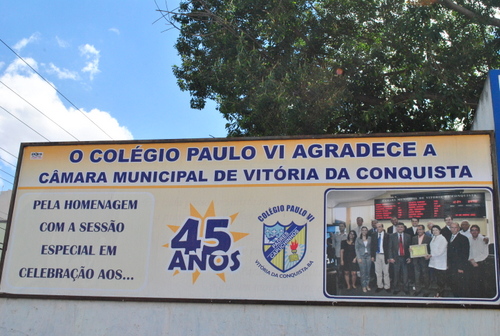 O COLÉGIO PAULO VI AGRADECE A
CÂMARA MUNICIPAL DE VITÓRIA DA CONQUISTA
PELA HOMENAGEM
COM A SESSÃO
ESPECIAL EM
CELEBRAÇÃO AOS...
45
ANOS
COLÉGIO PAULO VI
VITÓRIA DA CONQUISTA-BA